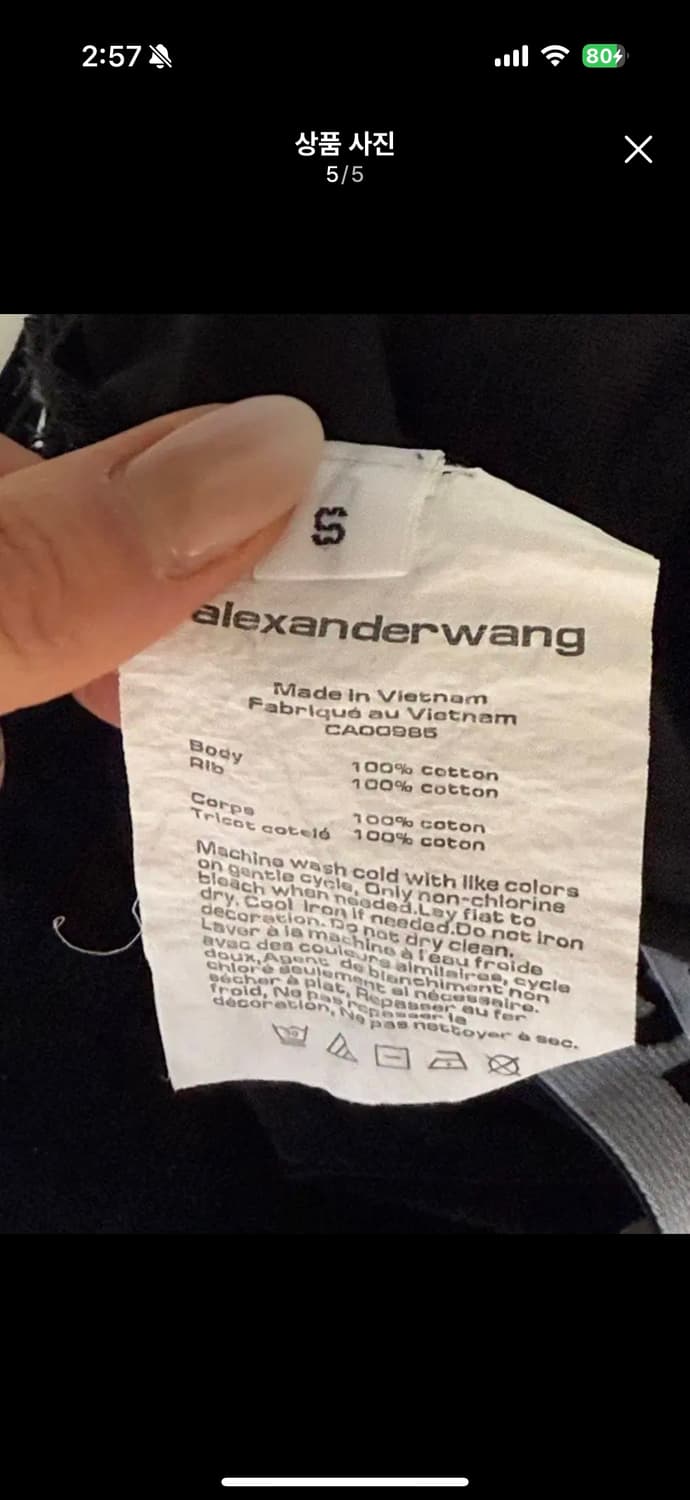 2:57
80
상품 사진
5/5
S
alexanderwang
Made in Vietnam
Fabriqué au Vietnam
CA00985
Body 100% cotton
Rib 100% cotton
Corps 100% coton
Tricot cotelé 100% coton
Machine wash cold with like colors
on gentle cycle, Only non-chlorine
bleach when needed.Lay flat to
dry, Cool Iron if needed.Do not iron
decoration. Do not dry clean.
Laver à la machine à l'eau froide
avec des couleurs similaires, cycle
doux,Agent de blanchiment non
chloré seulement si nécessaire.
sécher à plat, Repasser au fer
froid, Ne pas repasser la
décoration, Ne pas nettoyer à sec.